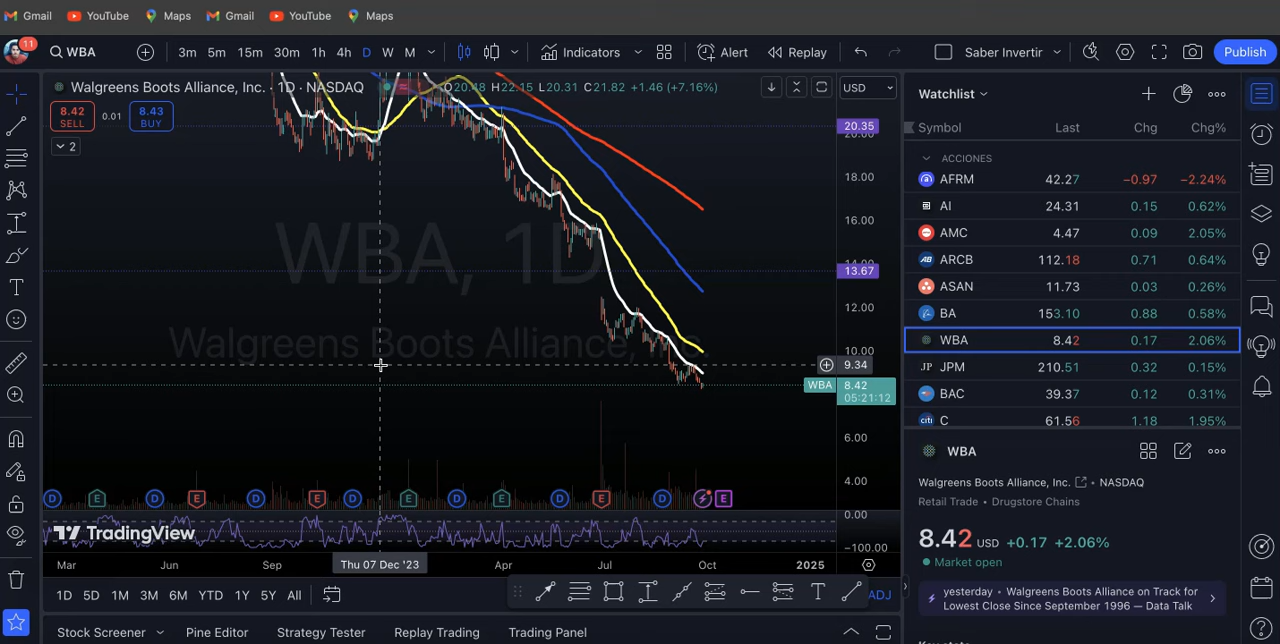 Gmail YouTube Maps Gmail YouTube Maps
11 WBA 3m 5m 15m 30m 1h 4h D W M Indicators Alert Replay Saber Invertir Publish
Walgreens Boots Alliance, Inc. · 1D · NASDAQ O20.48 H22.15 L20.31 C21.82 +1.46 (+7.16%) USD
8.42 SELL 0.01 8.43 BUY
2
WBA, 1D
Walgreens Boots Alliance, Inc.
20.35
20.00
18.00
16.00
14.00
13.67
12.00
10.00
9.34
WBA 8.42
05:21:12
6.00
4.00
0.00
−100.00
D E D E D E D E D E D E D E
TradingView
Mar Jun Sep Thu 07 Dec '23 Apr Jul Oct 2025
1D 5D 1M 3M 6M YTD 1Y 5Y All ADJ
Stock Screener Pine Editor Strategy Tester Replay Trading Trading Panel
Watchlist
Symbol Last Chg Chg%
ACCIONES
AFRM 42.27 −0.97 −2.24%
AI 24.31 0.15 0.62%
AMC 4.47 0.09 2.05%
ARCB 112.18 0.71 0.64%
ASAN 11.73 0.03 0.26%
BA 153.10 0.88 0.58%
WBA 8.42 0.17 2.06%
JP JPM 210.51 0.32 0.15%
BAC 39.37 0.12 0.31%
citi C 61.56 1.18 1.95%
WBA
Walgreens Boots Alliance, Inc. • NASDAQ
Retail Trade • Drugstore Chains
8.42 USD +0.17 +2.06%
Market open
yesterday • Walgreens Boots Alliance on Track for
Lowest Close Since September 1996 — Data Talk